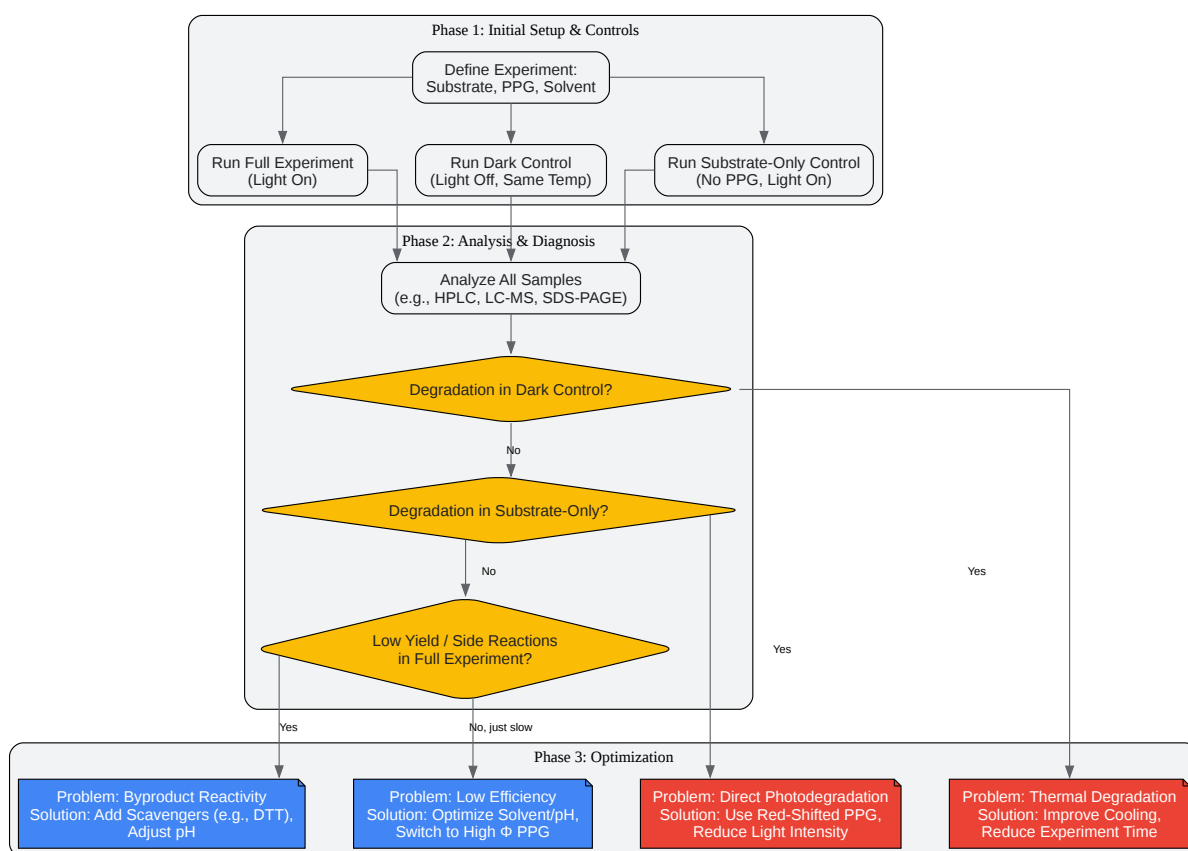 Phase 1: Initial Setup & Controls
Define Experiment:
Substrate, PPG, Solvent
Run Full Experiment
(Light On)
Run Dark Control
(Light Off, Same Temp)
Run Substrate-Only Control
(No PPG, Light On)
Phase 2: Analysis & Diagnosis
Analyze All Samples
(e.g., HPLC, LC-MS, SDS-PAGE)
Degradation in Dark Control?
No
Degradation in Substrate-Only?
No
Yes
Low Yield / Side Reactions
in Full Experiment?
Yes
Yes
No, just slow
Phase 3: Optimization
Problem: Byproduct Reactivity
Solution: Add Scavengers (e.g., DTT),
Adjust pH
Problem: Low Efficiency
Solution: Optimize Solvent/pH,
Switch to High Φ PPG
Problem: Direct Photodegradation
Solution: Use Red-Shifted PPG,
Reduce Light Intensity
Problem: Thermal Degradation
Solution: Improve Cooling,
Reduce Experiment Time